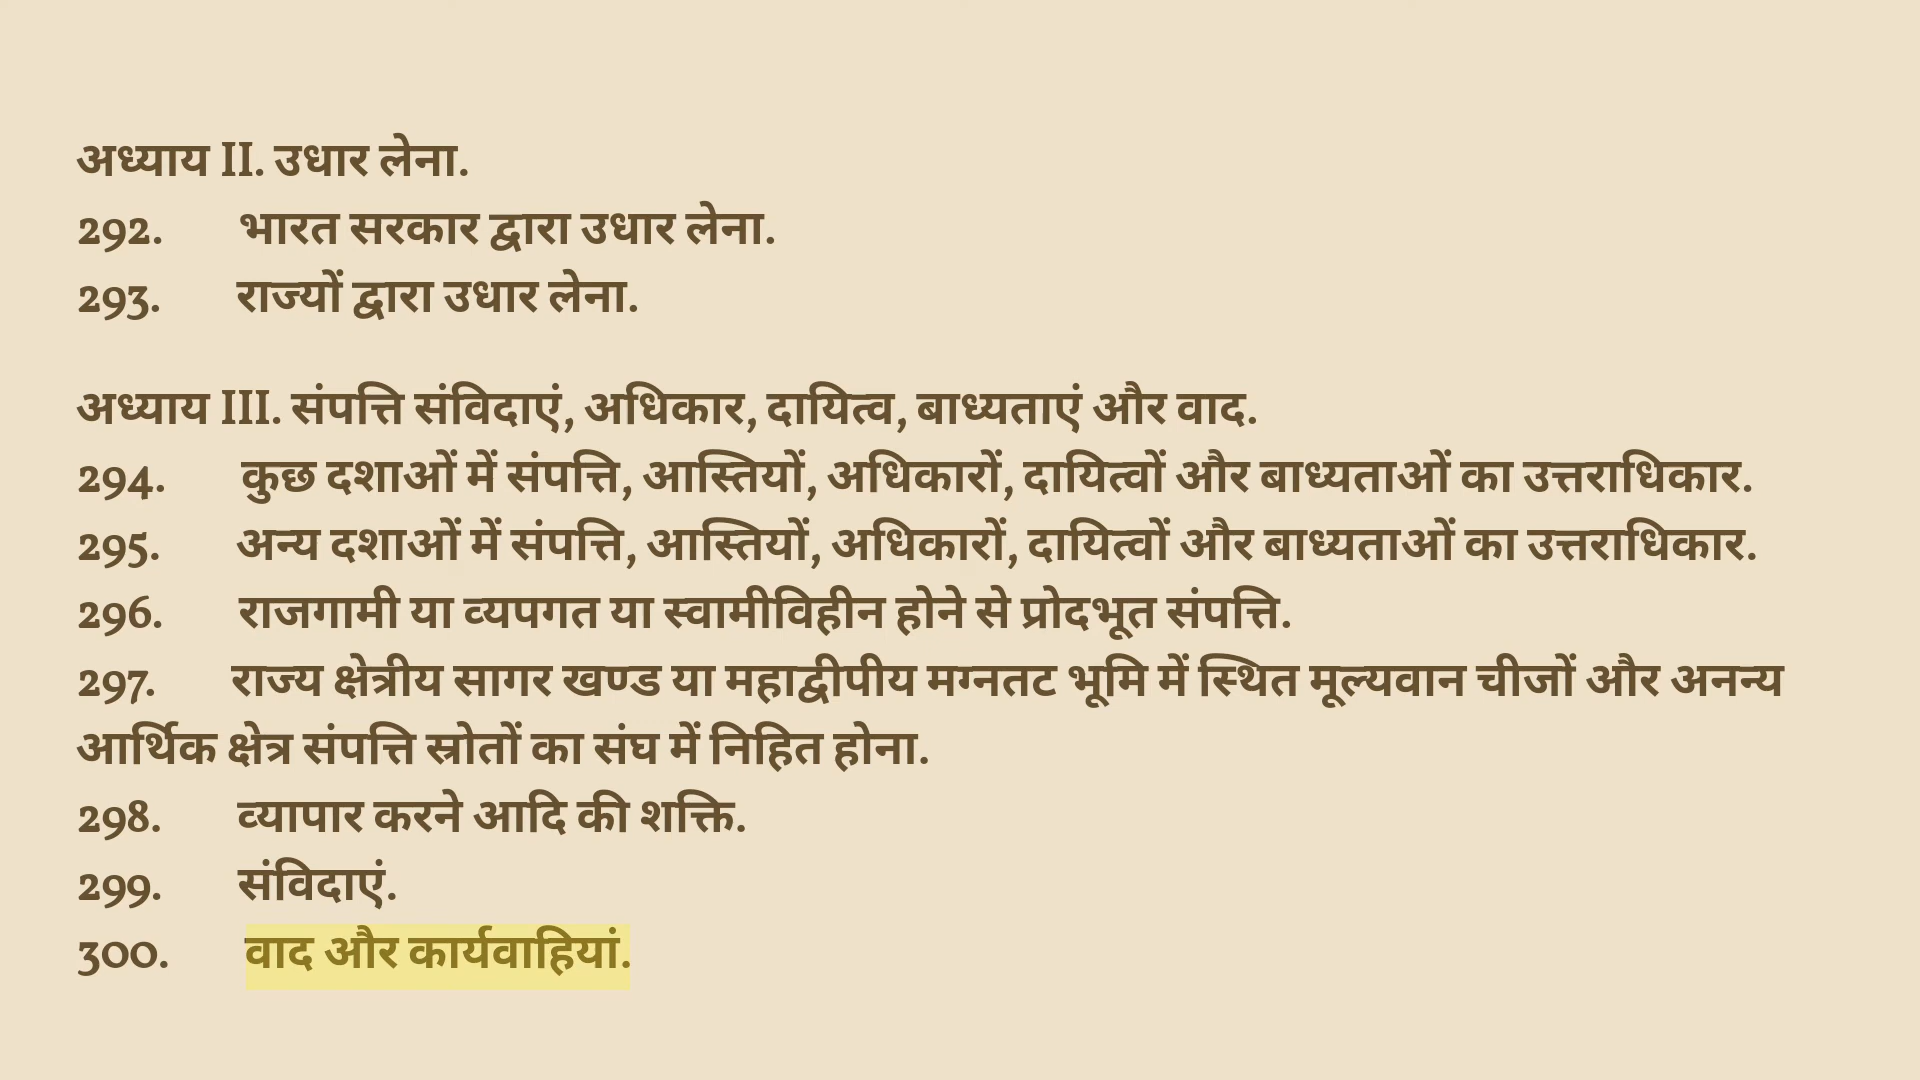 अध्याय II. उधार लेना.
292. भारत सरकार द्वारा उधार लेना.
293. राज्यों द्वारा उधार लेना.
अध्याय III. संपत्ति संविदाएं, अधिकार, दायित्व, बाध्यताएं और वाद.
294. कुछ दशाओं में संपत्ति, आस्तियों, अधिकारों, दायित्वों और बाध्यताओं का उत्तराधिकार.
295. अन्य दशाओं में संपत्ति, आस्तियों, अधिकारों, दायित्वों और बाध्यताओं का उत्तराधिकार.
296. राजगामी या व्यपगत या स्वामीविहीन होने से प्रोदभूत संपत्ति.
297. राज्य क्षेत्रीय सागर खण्ड या महाद्वीपीय मग्नतट भूमि में स्थित मूल्यवान चीजों और अनन्य
आर्थिक क्षेत्र संपत्ति स्रोतों का संघ में निहित होना.
298. व्यापार करने आदि की शक्ति.
299. संविदाएं.
300. वाद और कार्यवाहियां.